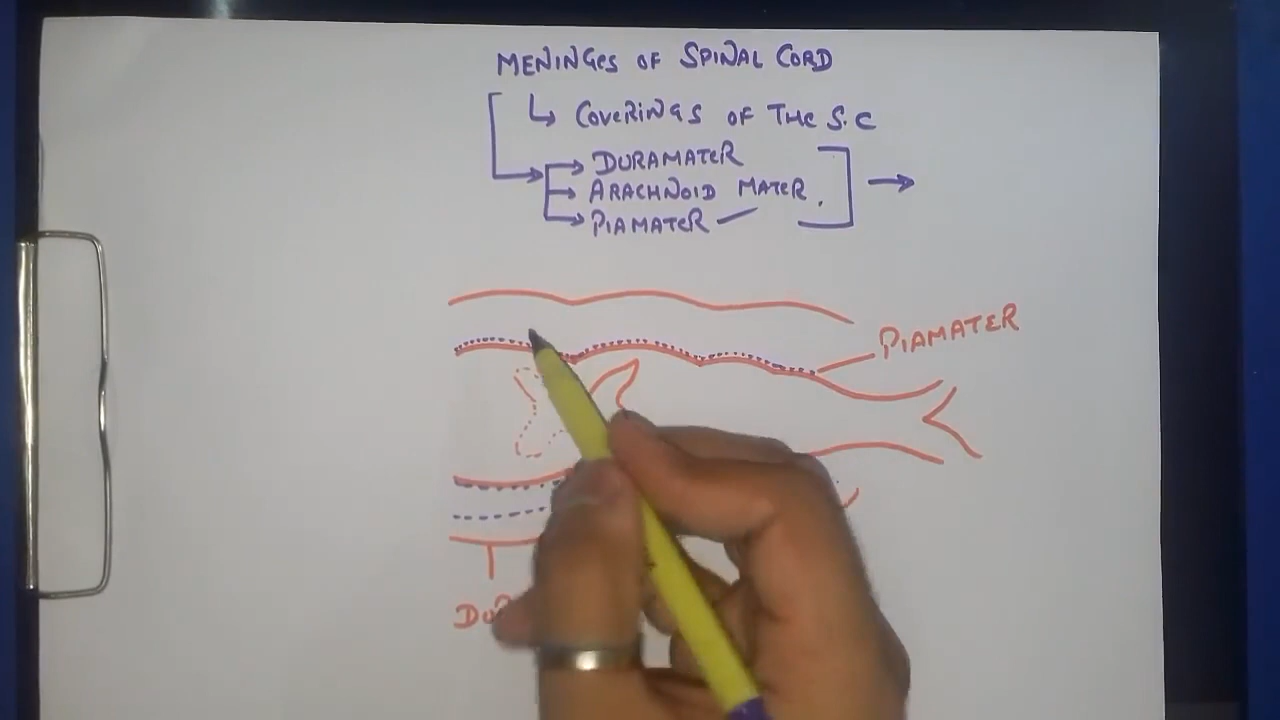 MENINGES OF SPINAL CORD
↳ COVERINGS OF THE S.C
→ DURAMATER
→ ARACHNOID MATER
→ PIAMATER
PIAMATER